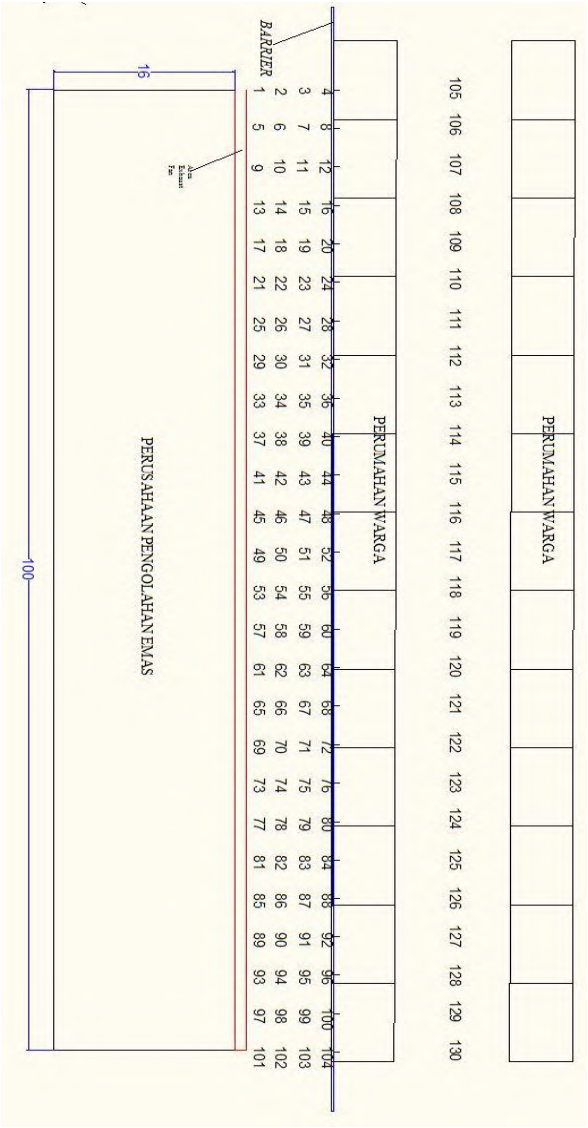 PERUMAHAN WARGA
105 106 107 108 109 110 111 112 113 114 115 116 117 118 119 120 121 122 123 124 125 126 127 128 129 130
PERUMAHAN WARGA
4 8 12 16 20 24 28 32 36 40 44 48 52 56 60 64 68 72 76 80 84 88 92 96 100 104
3 7 11 15 19 23 27 31 35 39 43 47 51 55 59 63 67 71 75 79 83 87 91 95 99 103
2 6 10 14 18 22 26 30 34 38 42 46 50 54 58 62 66 70 74 78 82 86 90 94 98 102
BARRIER
1 5 9 13 17 21 25 29 33 37 41 45 49 53 57 61 65 69 73 77 81 85 89 93 97 101
Area
Exhaust
Fan
16
PERUSAHAAN PENGOLAHAN EMAS
100